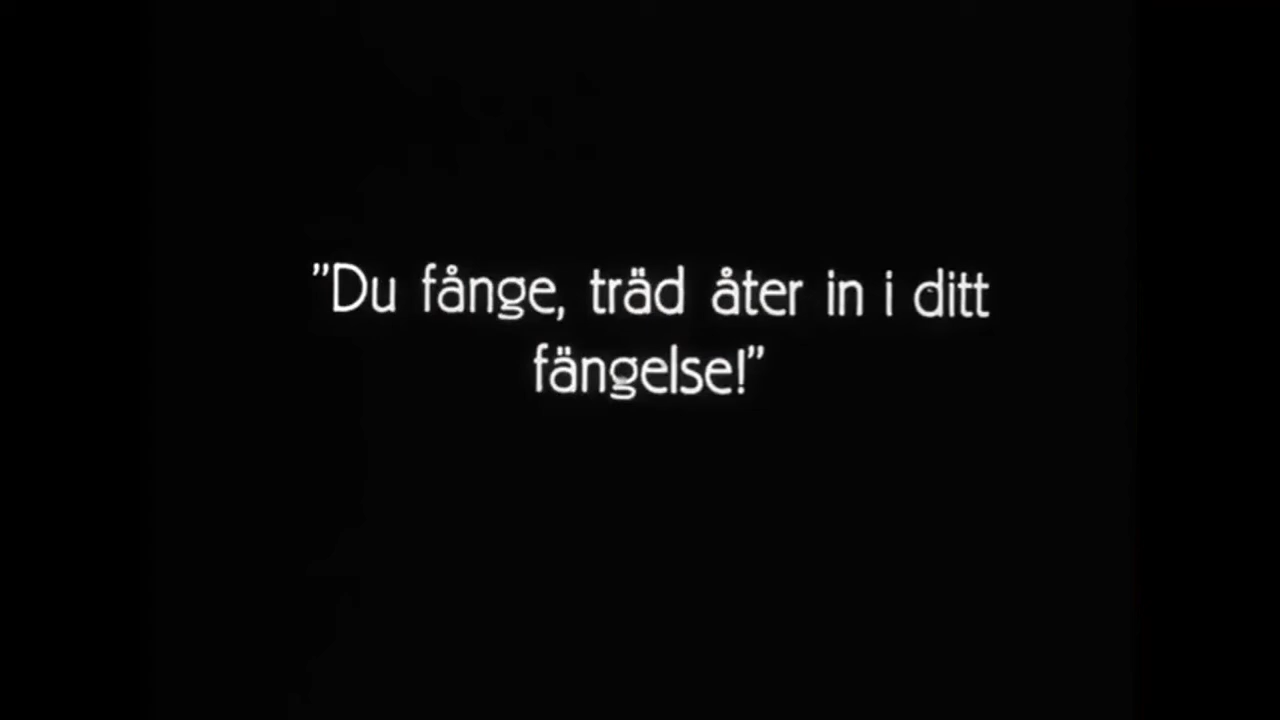 ”Du fånge, träd åter in i ditt
fängelse!”